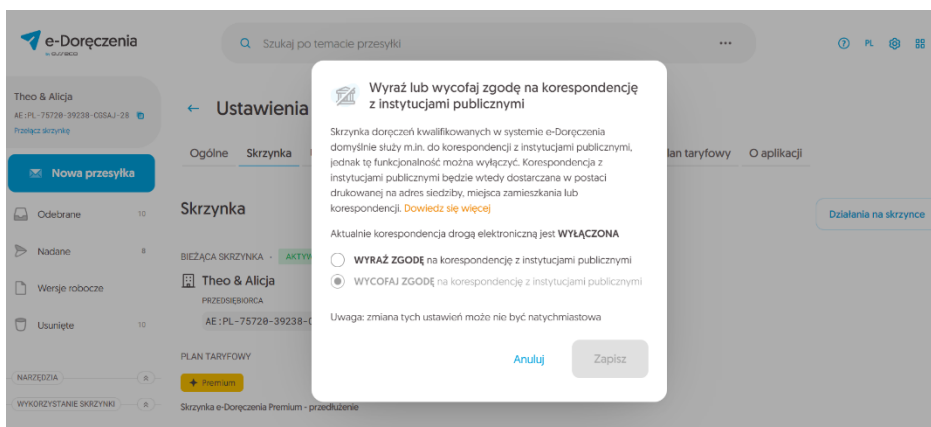 e-Doręczenia
Szukaj po temacie przesyłki
PL
Theo & Alicja
AE:PL-75720-39238-CGSAJ-28
Przełącz skrzynkę
Nowa przesyłka
Odebrane 10
Nadane 8
Wersje robocze
Usunięte 10
NARZĘDZIA
WYKORZYSTANIE SKRZYNKI
← Ustawienia
Ogólne Skrzynka
lan taryfowy O aplikacji
Skrzynka
Działania na skrzynce
BIEŻĄCA SKRZYNKA - AKTYW
Theo & Alicja
PRZEDSIĘBIORCA
AE:PL-75720-39238-C
PLAN TARYFOWY
Premium
Skrzynka e-Doręczenia Premium - przedłużenie
Wyraź lub wycofaj zgodę na korespondencję
z instytucjami publicznymi
Skrzynka doręczeń kwalifikowanych w systemie e-Doręczenia
domyślnie służy m.in. do korespondencji z instytucjami publicznymi,
jednak tę funkcjonalność można wyłączyć. Korespondencja z
instytucjami publicznymi będzie wtedy dostarczana w postaci
drukowanej na adres siedziby, miejsca zamieszkania lub
korespondencji. Dowiedz się więcej
Aktualnie korespondencja drogą elektroniczną jest WYŁĄCZONA
WYRAŹ ZGODĘ na korespondencję z instytucjami publicznymi
WYCOFAJ ZGODĘ na korespondencję z instytucjami publicznymi
Uwaga: zmiana tych ustawień może nie być natychmiastowa
Anuluj Zapisz